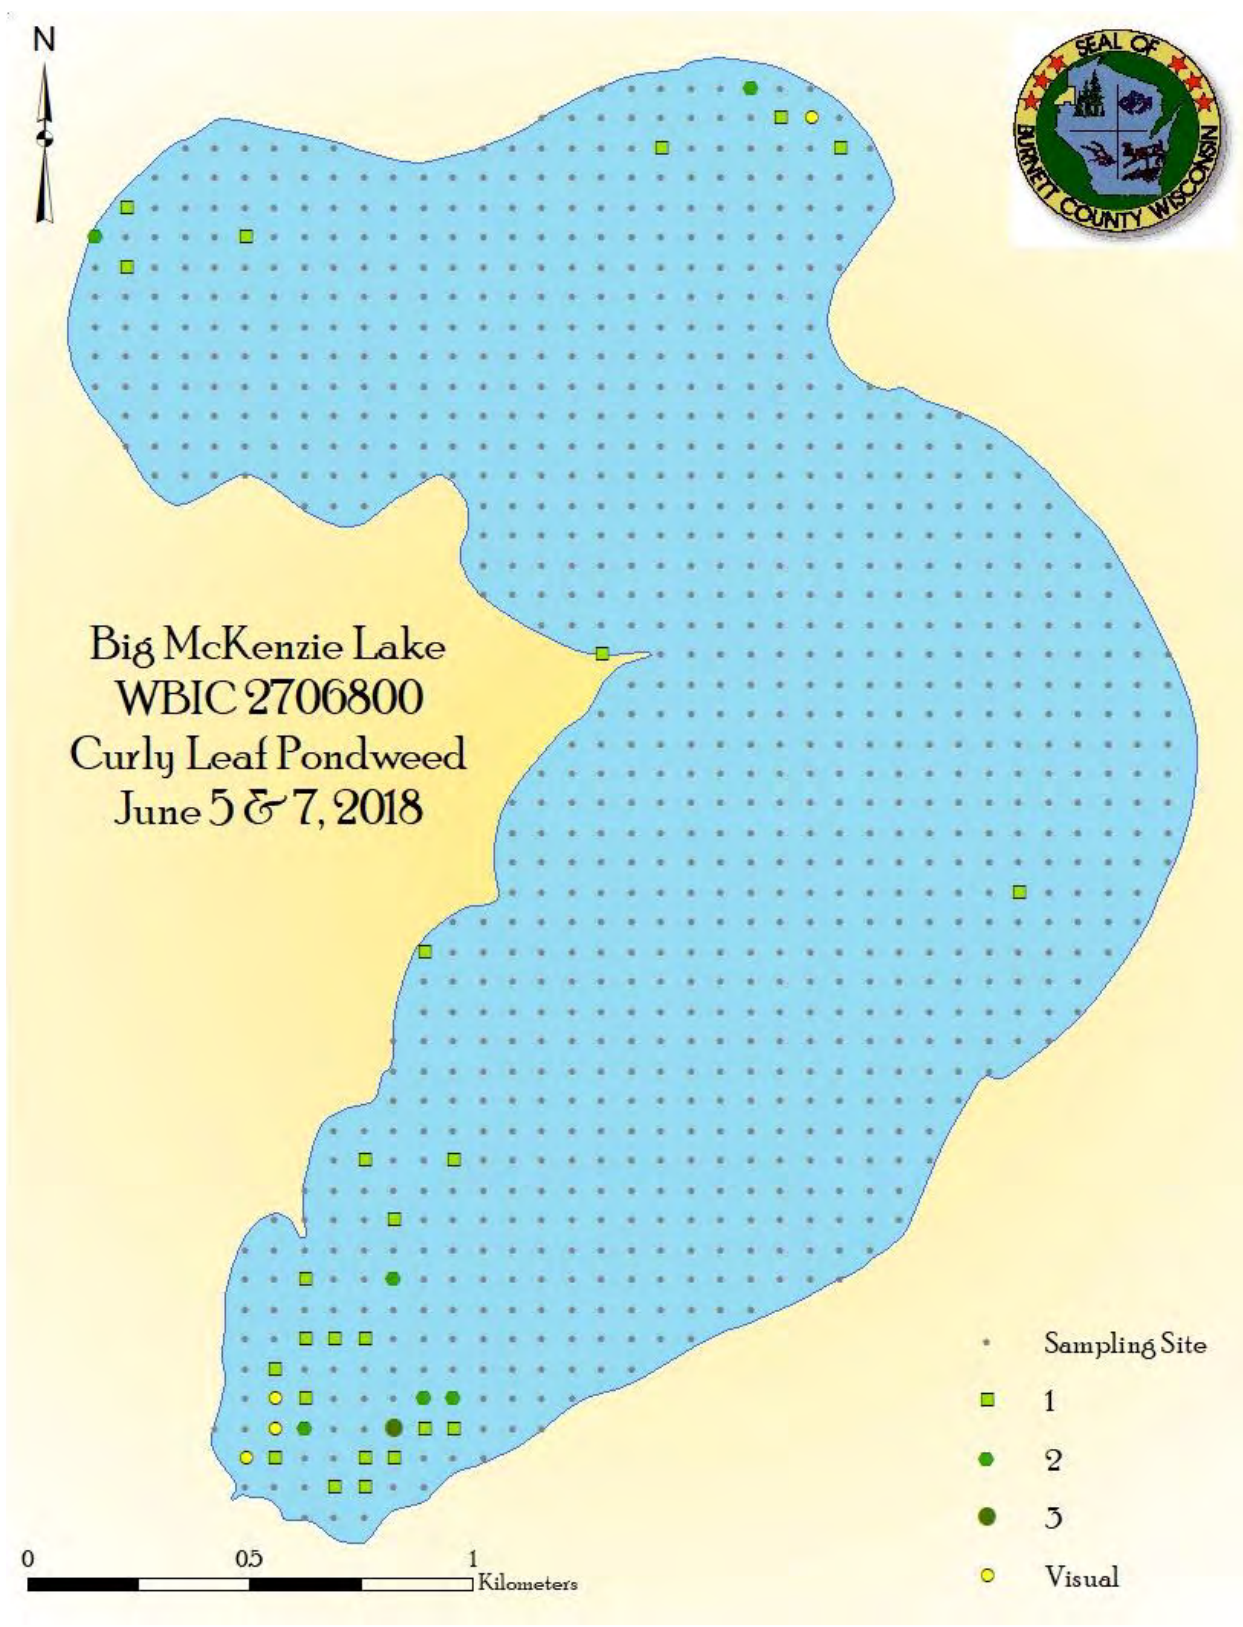 N
SEAL OF
BURNETT COUNTY WISCONSIN
Big McKenzie Lake
WBIC 2706800
Curly Leaf Pondweed
June 5 & 7, 2018
Sampling Site
1
2
3
Visual
0 0.5 1
Kilometers